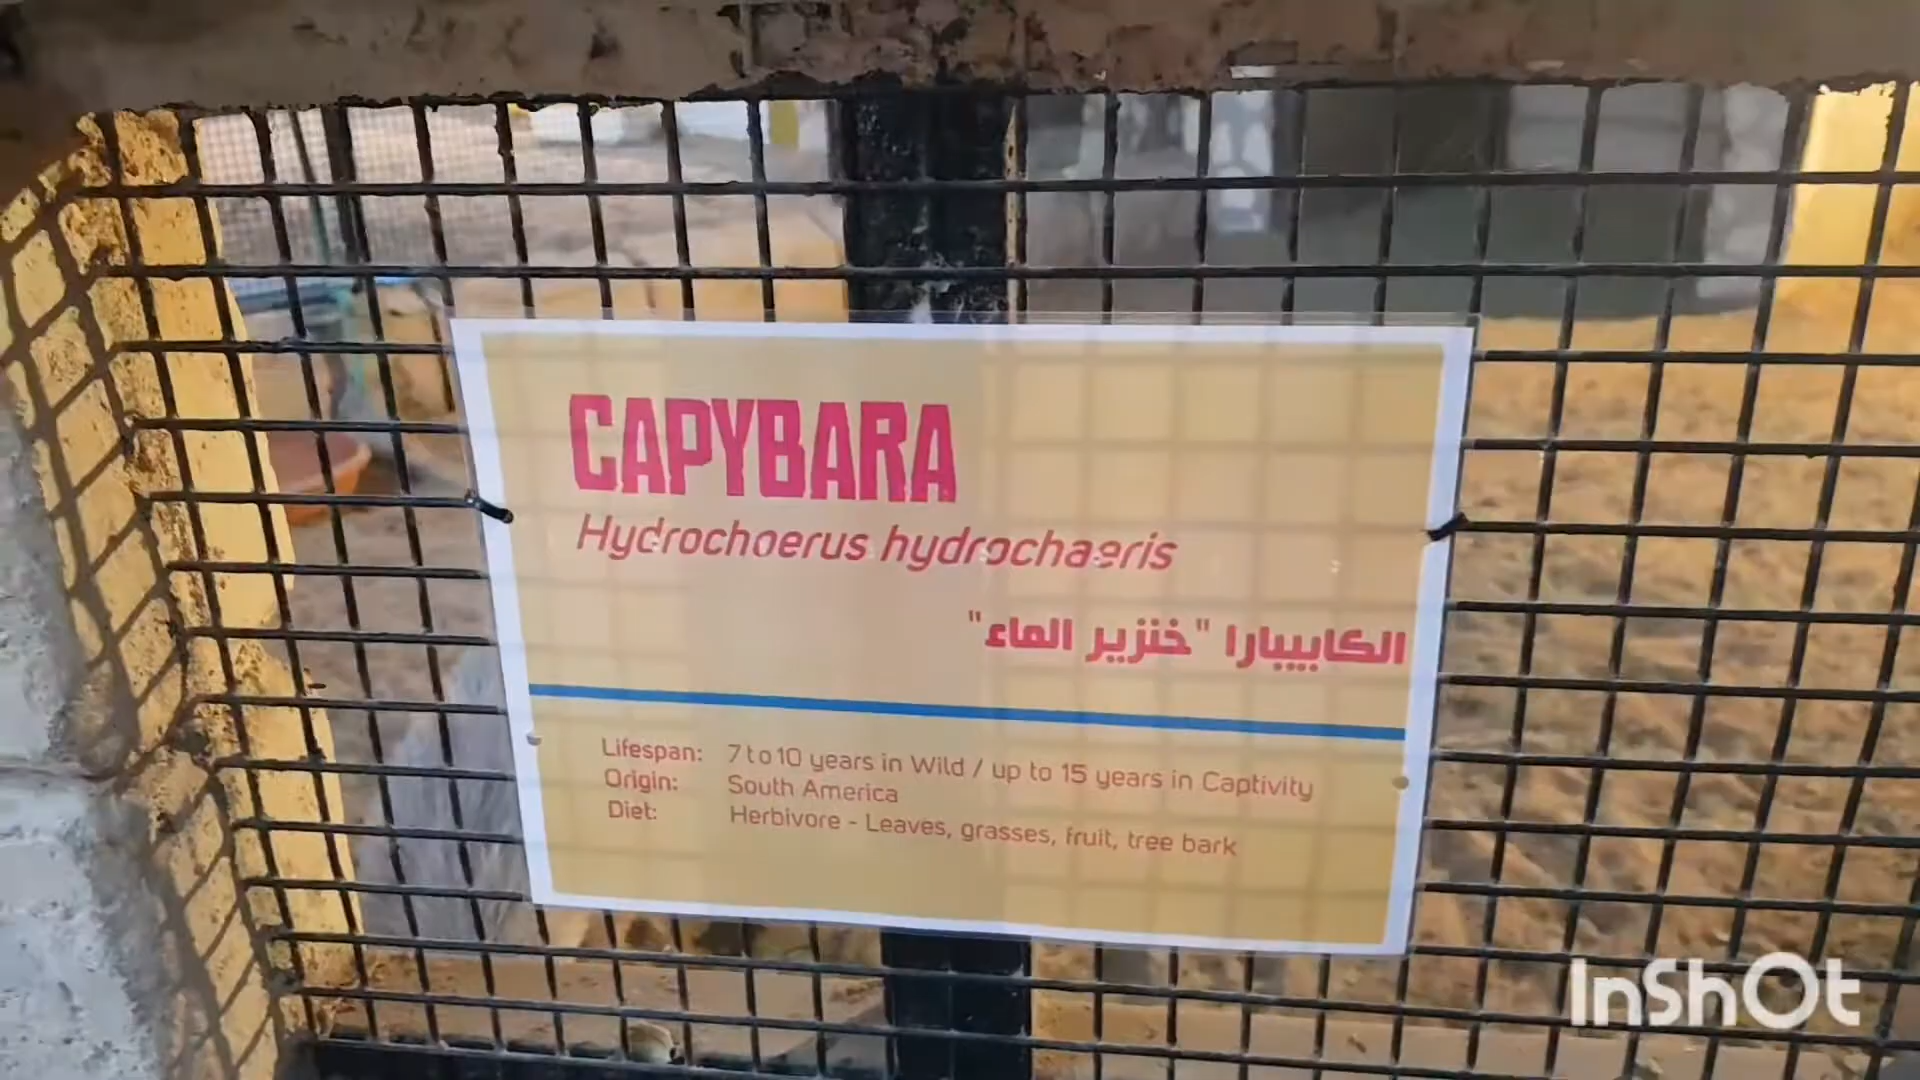 CAPYBARA
Hydrochoerus hydrochaeris
الكابيبارا "خنزير الماء"
Lifespan: 7 to 10 years in Wild / up to 15 years in Captivity
Origin: South America
Diet: Herbivore - Leaves, grasses, fruit, tree bark
InShOt